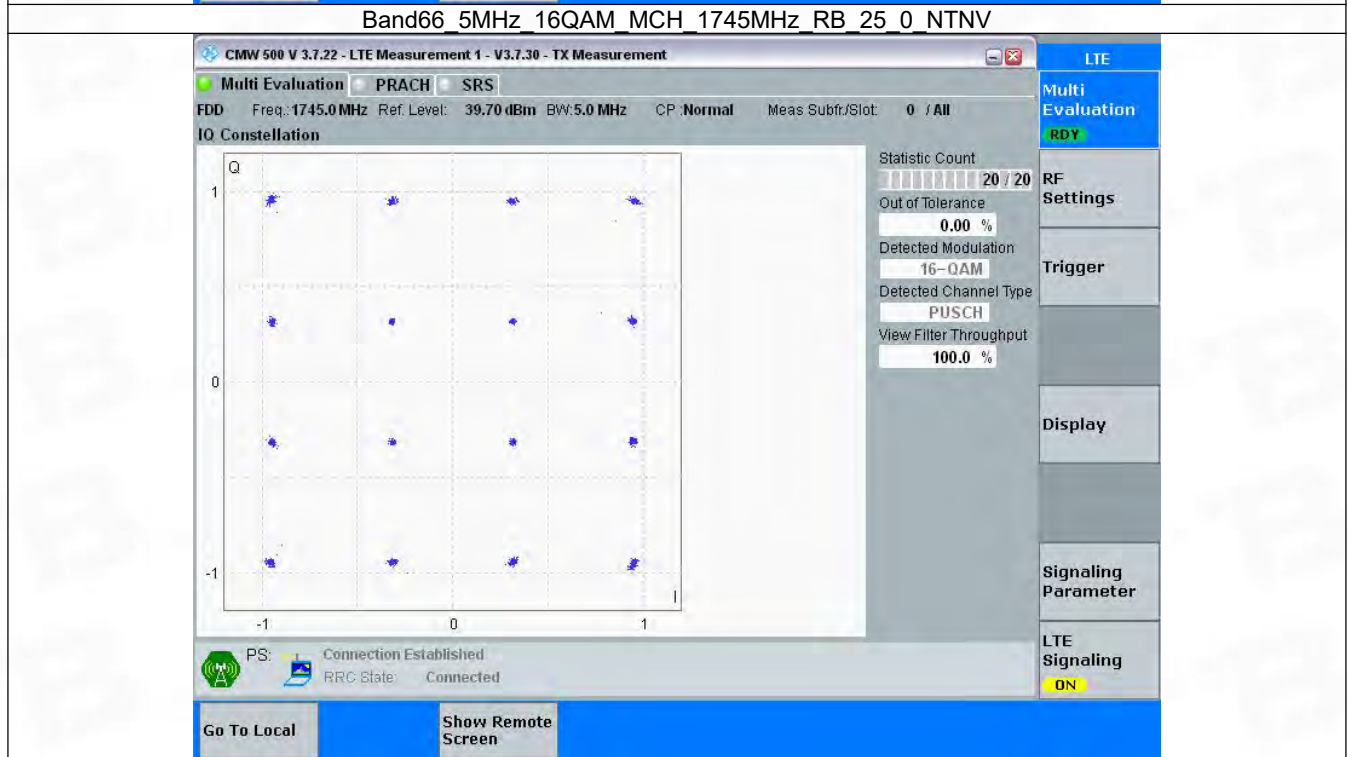 Band66_5MHz_16QAM_MCH_1745MHz_RB_25_0_NTNV
CMW 500 V 3.7.22 - LTE Measurement 1 - V3.7.30 - TX Measurement
LTE
Multi Evaluation PRACH SRS
FDD Freq.:1745.0 MHz Ref. Level: 39.70 dBm BW:5.0 MHz CP :Normal Meas Subfr./Slot: 0 / All
IQ Constellation
Multi
Evaluation
RDY
Q
1
0
-1
-1 0 1
I
Statistic Count
20 / 20
Out of Tolerance
0.00 %
Detected Modulation
16-QAM
Detected Channel Type
PUSCH
View Filter Throughput
100.0 %
RF
Settings
Trigger
Display
Signaling
Parameter
LTE
Signaling
ON
PS: Connection Established
RRC State: Connected
Go To Local
Show Remote
Screen